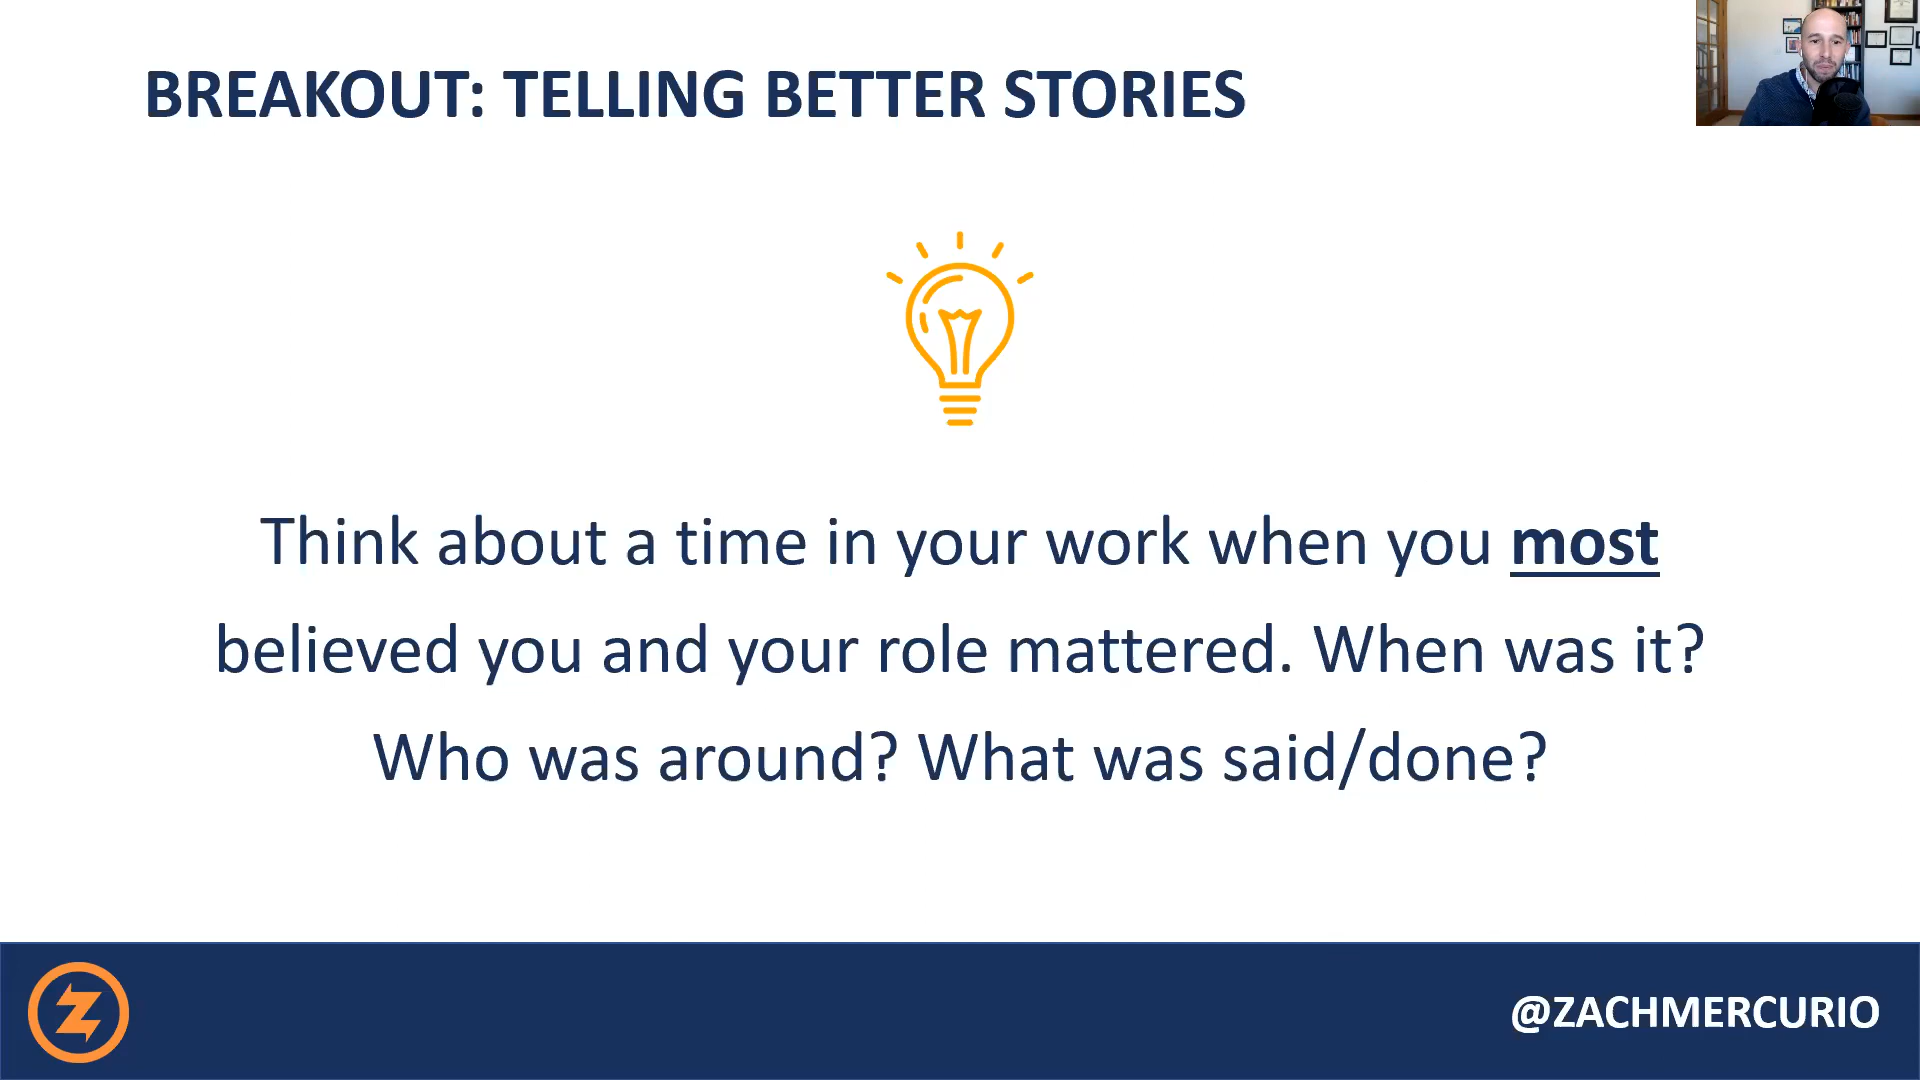 BREAKOUT: TELLING BETTER STORIES
Think about a time in your work when you most
believed you and your role mattered. When was it?
Who was around? What was said/done?
Z
@ZACHMERCURIO